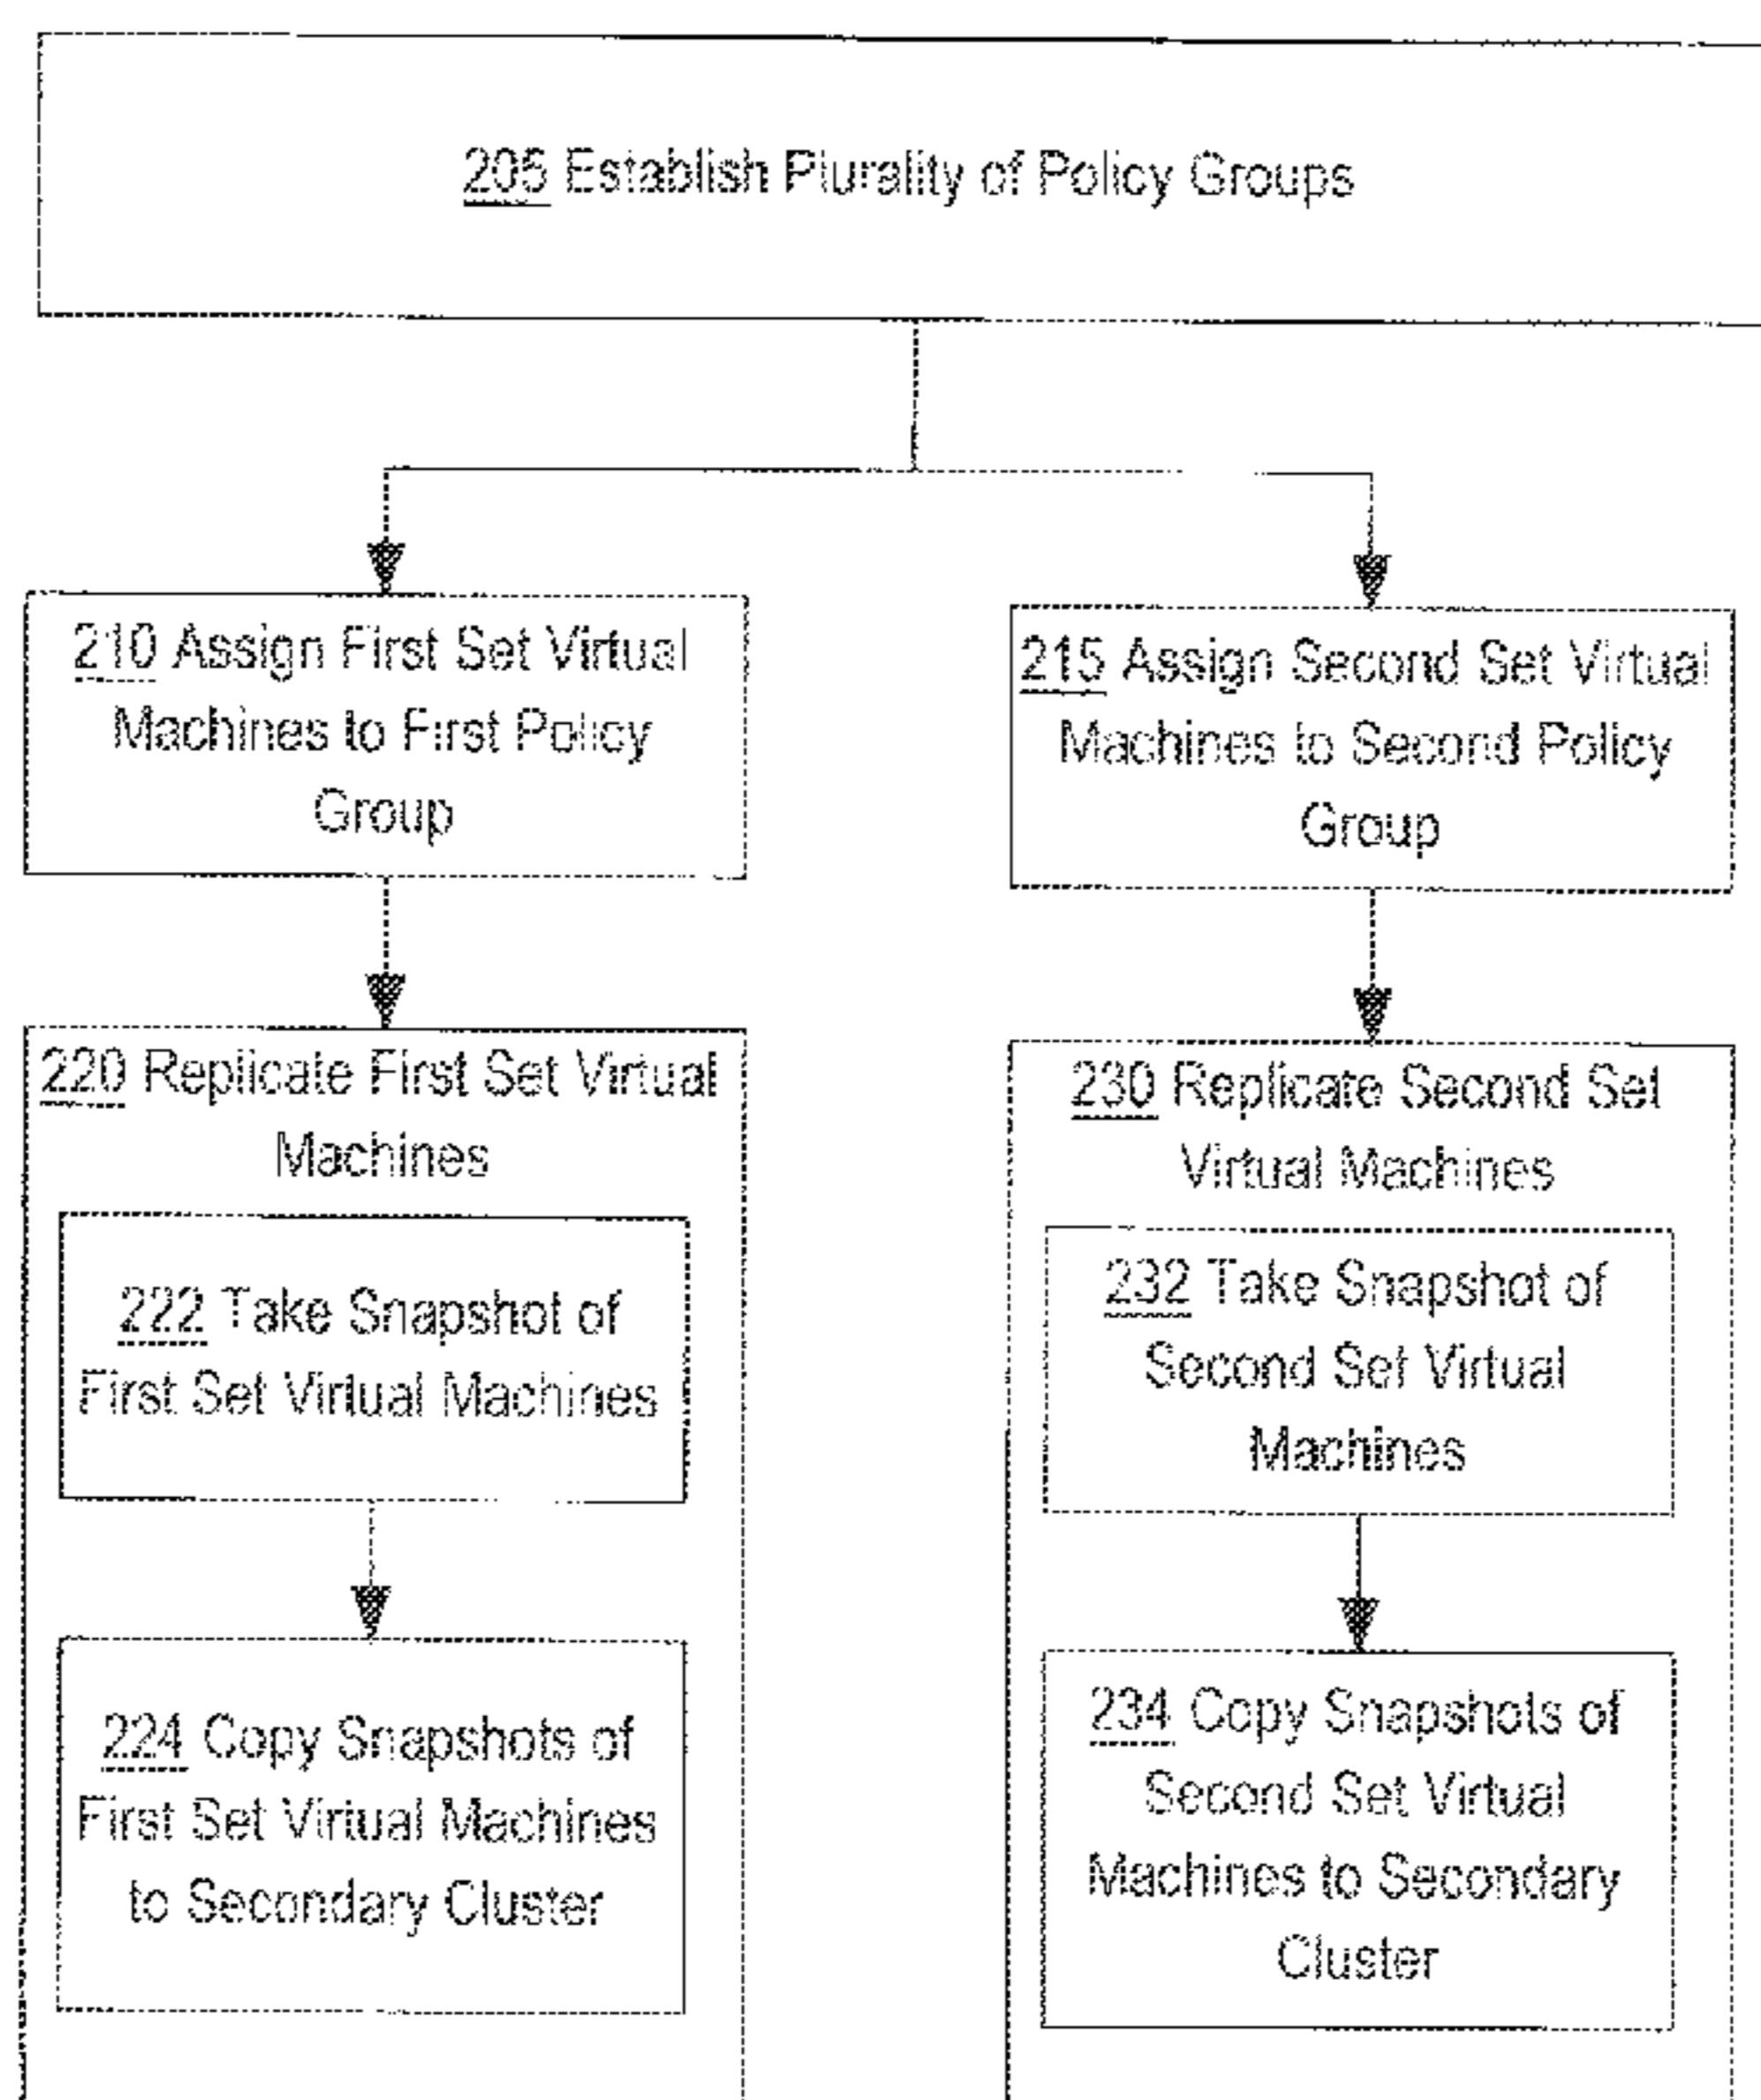 205 Establish Plurality of Policy Groups
210 Assign First Set Virtual
Machines to First Policy
Group
215 Assign Second Set Virtual
Machines to Second Policy
Group
220 Replicate First Set Virtual
Machines
222 Take Snapshot of
First Set Virtual Machines
224 Copy Snapshots of
First Set Virtual Machines
to Secondary Cluster
230 Replicate Second Set
Virtual Machines
232 Take Snapshot of
Second Set Virtual
Machines
234 Copy Snapshots of
Second Set Virtual
Machines to Secondary
Cluster